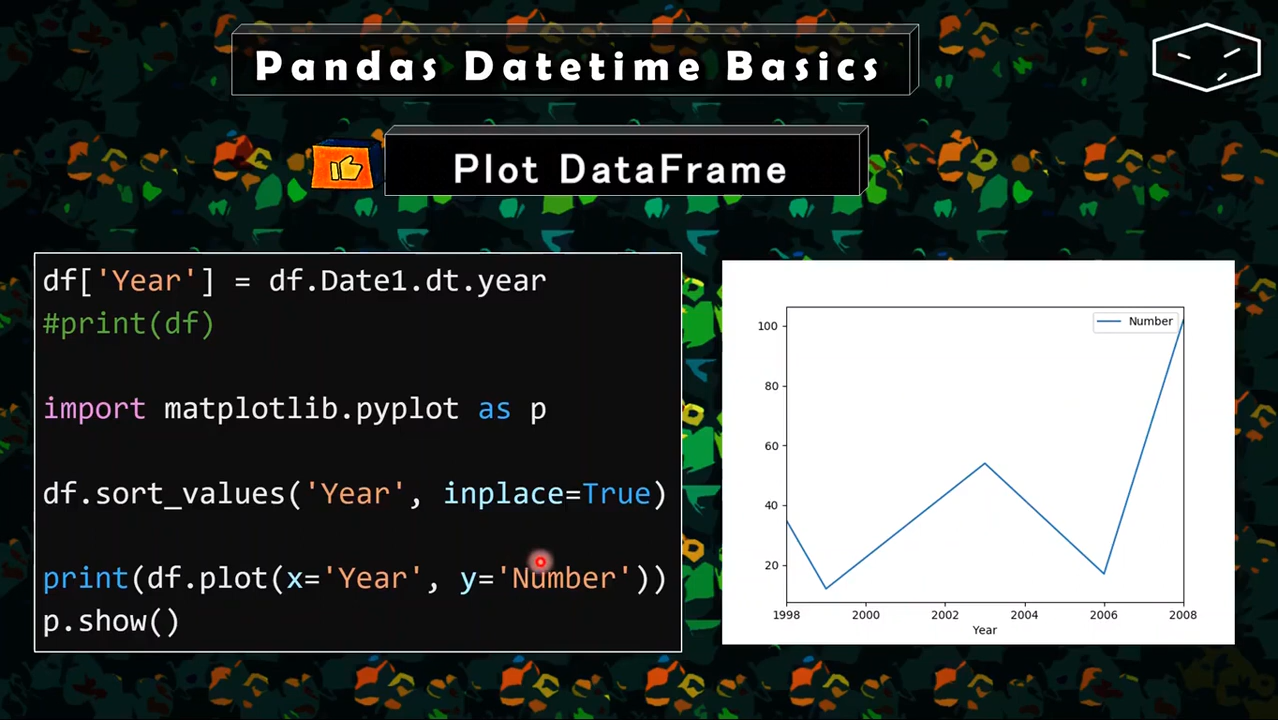 Pandas Datetime Basics
Plot DataFrame
df['Year'] = df.Date1.dt.year
#print(df)
import matplotlib.pyplot as p
df.sort_values('Year', inplace=True)
print(df.plot(x='Year', y='Number'))
p.show()
Number
100
80
60
40
20
1998 2000 2002 2004 2006 2008
Year